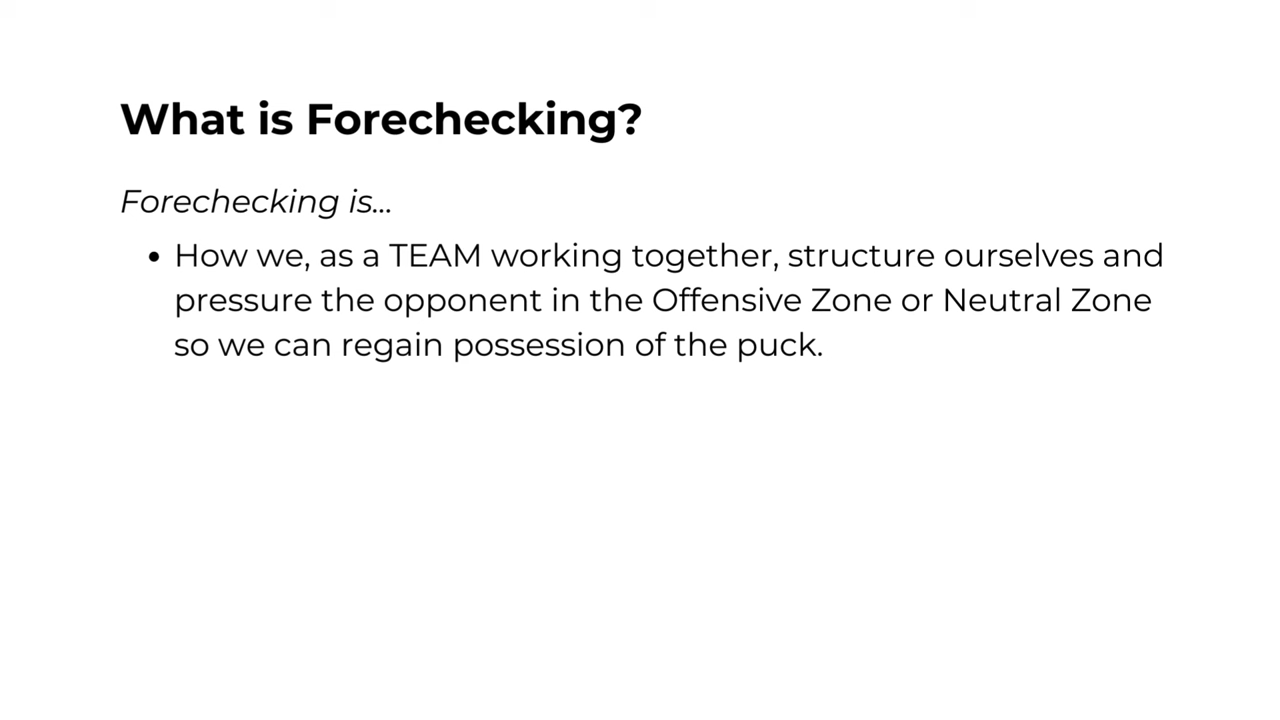 What is Forechecking?
Forechecking is...
• How we, as a TEAM working together, structure ourselves and
pressure the opponent in the Offensive Zone or Neutral Zone
so we can regain possession of the puck.